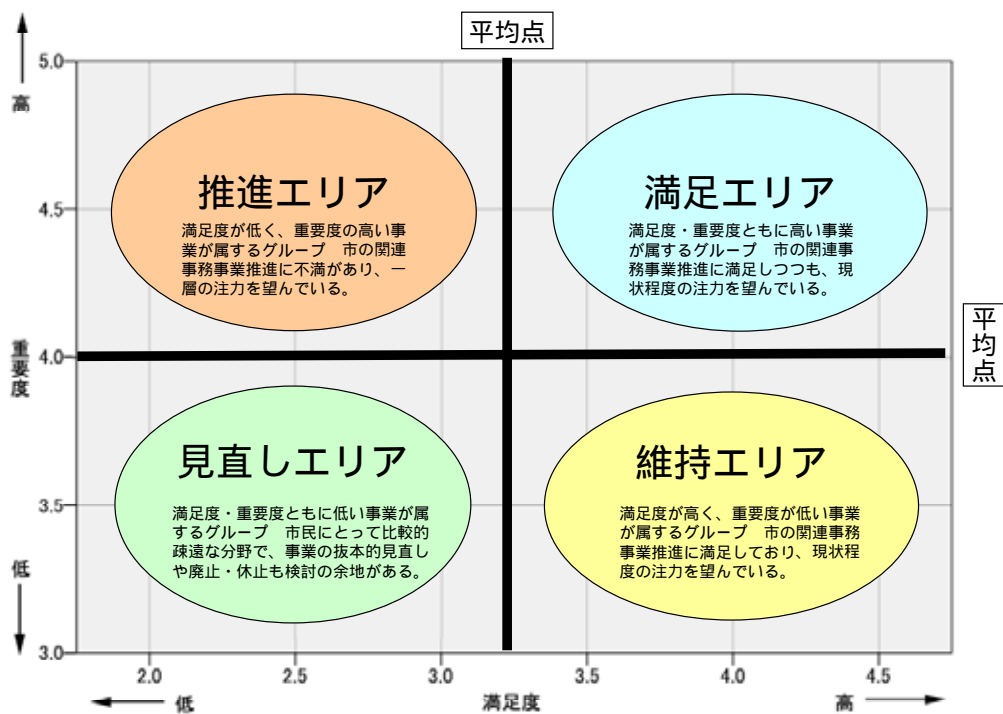 平均点
5.0
高
推進エリア
満足度が低く、重要度の高い事
業が属するグループ　市の関連
事務事業推進に不満があり、一
層の注力を望んでいる。
満足エリア
満足度・重要度ともに高い事業
が属するグループ　市の関連事
務事業推進に満足しつつも、現
状程度の注力を望んでいる。
4.5
平均点
重要度
4.0
見直しエリア
満足度・重要度ともに低い事業が属
するグループ　市民にとって比較的
疎遠な分野で、事業の抜本的見直し
や廃止・休止も検討の余地がある。
維持エリア
満足度が高く、重要度が低い事業
が属するグループ　市の関連事務
事業推進に満足しており、現状程
度の注力を望んでいる。
3.5
低
3.0
2.0 2.5 3.0 3.5 4.0 4.5
低 満足度 高